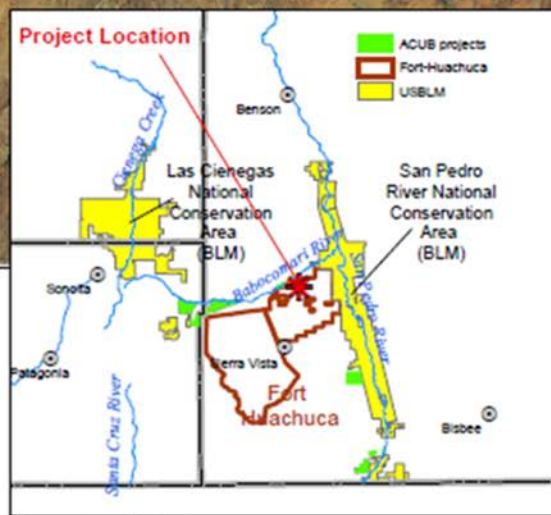 Project Location
ACUB projects
Fort-Huachuca
USBLM
Benson
Cienega Creek
Las Cienegas
National
Conservation
Area
(BLM)
San Pedro
River National
Conservation
Area
(BLM)
Babocomari River
San Pedro River
Sonoita
Sierra Vista
Patagonia
Fort
Huachuca
Santa Cruz River
Bisbee